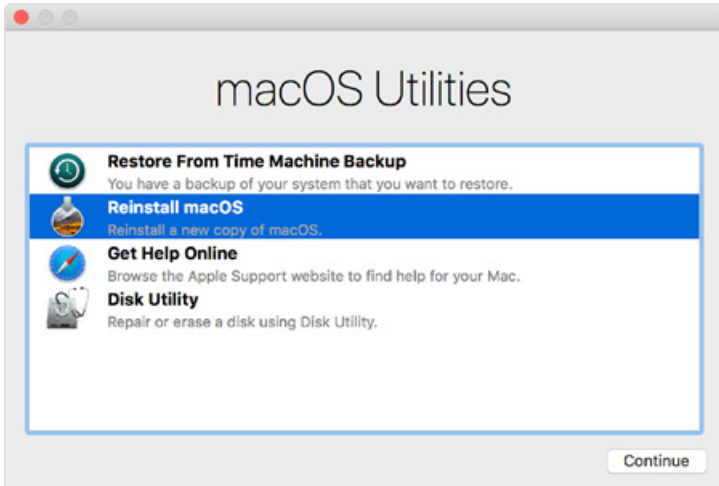 macOS Utilities
Restore From Time Machine Backup
You have a backup of your system that you want to restore.
Reinstall macOS
Reinstall a new copy of macOS.
Get Help Online
Browse the Apple Support website to find help for your Mac.
Disk Utility
Repair or erase a disk using Disk Utility.
Continue